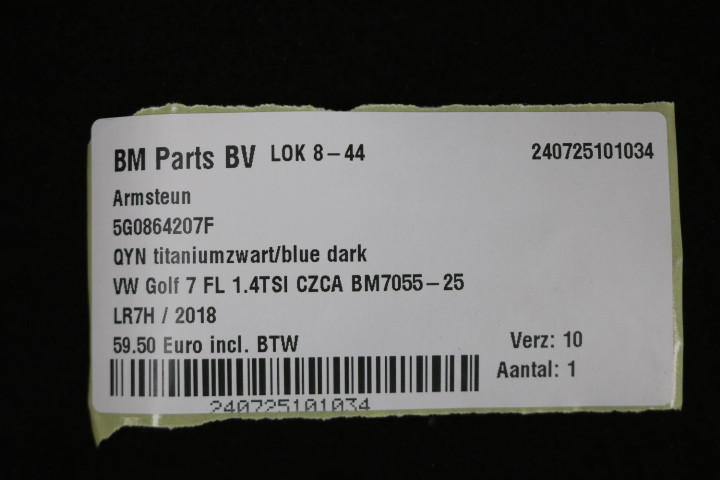 BM Parts BV LOK 8-44 240725101034
Armsteun
5G0864207F
QYN titaniumzwart/blue dark
VW Golf 7 FL 1.4TSI CZCA BM7055-25
LR7H / 2018
59.50 Euro incl. BTW Verz: 10
Aantal: 1
240725101034